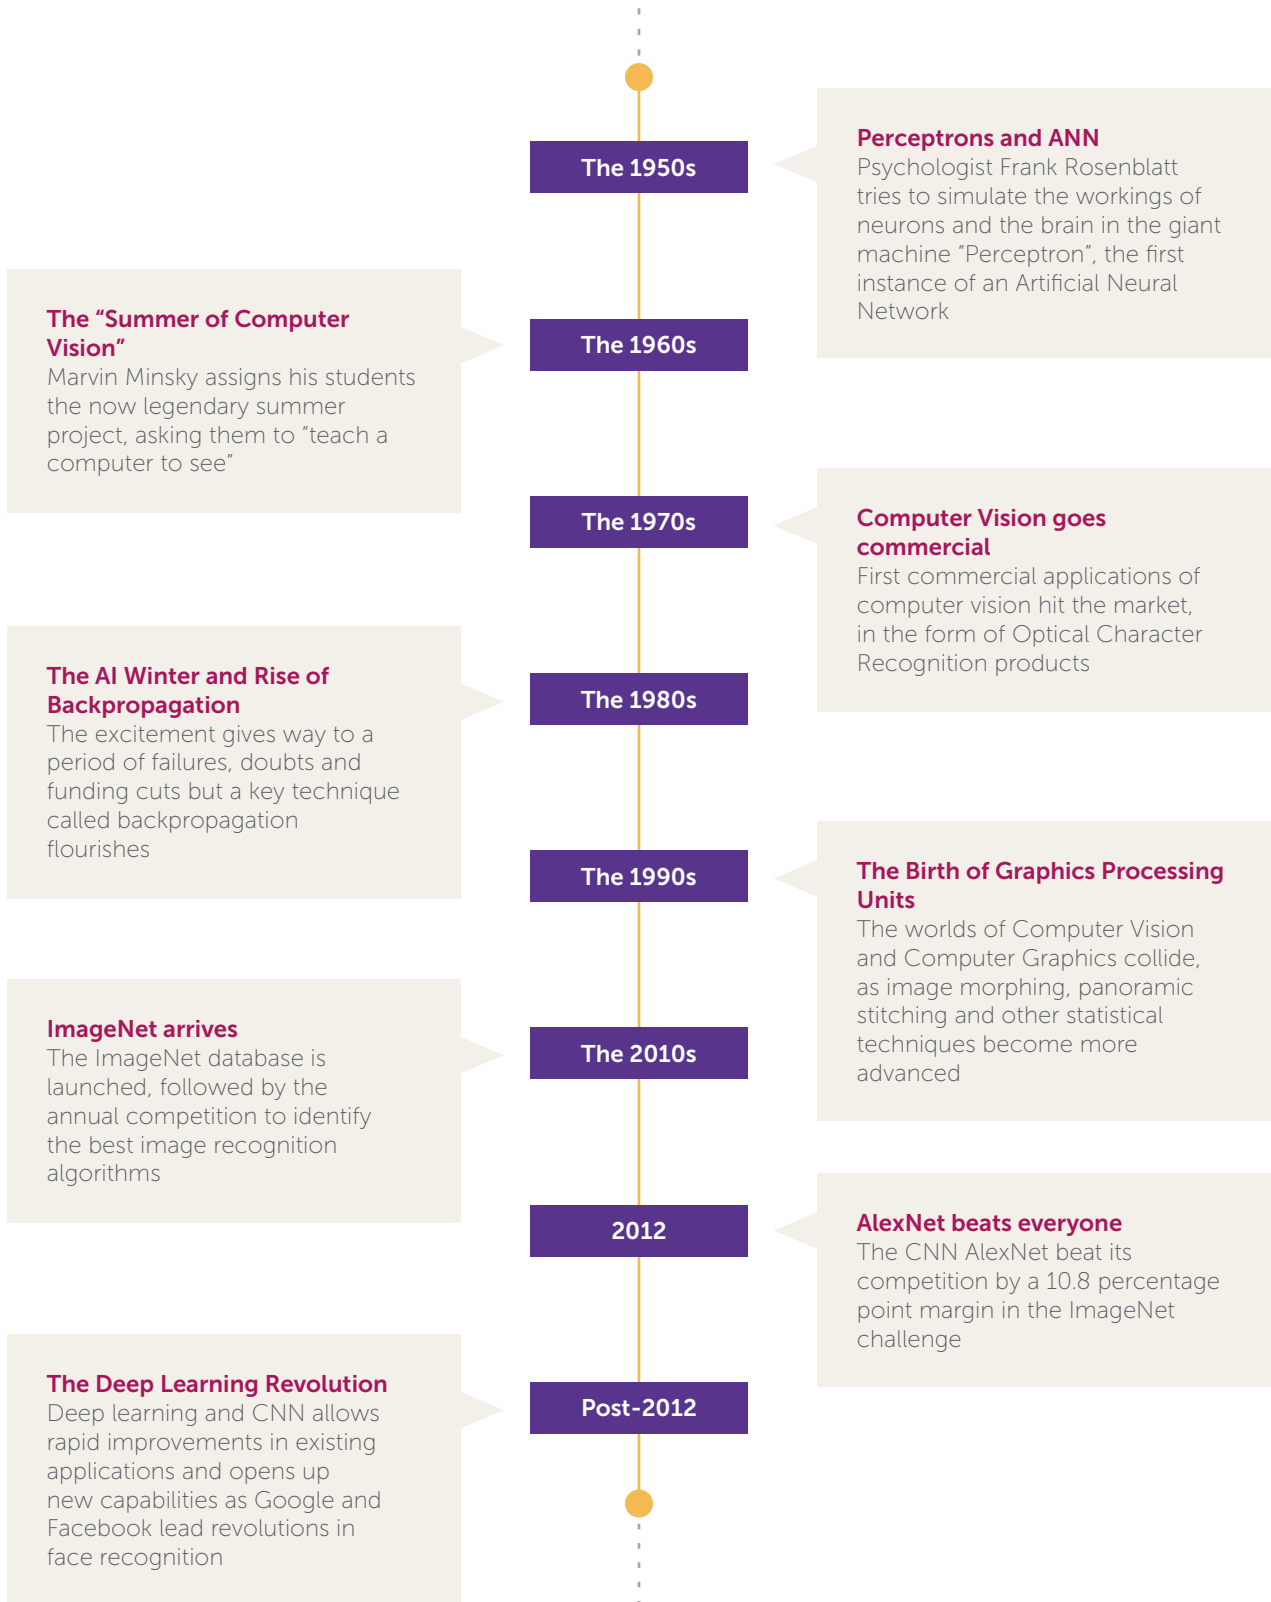 The 1950s
Perceptrons and ANN
Psychologist Frank Rosenblatt
tries to simulate the workings of
neurons and the brain in the giant
machine “Perceptron”, the first
instance of an Artificial Neural
Network
The 1960s
The “Summer of Computer
Vision”
Marvin Minsky assigns his students
the now legendary summer
project, asking them to “teach a
computer to see”
The 1970s
Computer Vision goes
commercial
First commercial applications of
computer vision hit the market,
in the form of Optical Character
Recognition products
The 1980s
The AI Winter and Rise of
Backpropagation
The excitement gives way to a
period of failures, doubts and
funding cuts but a key technique
called backpropagation
flourishes
The 1990s
The Birth of Graphics Processing
Units
The worlds of Computer Vision
and Computer Graphics collide,
as image morphing, panoramic
stitching and other statistical
techniques become more
advanced
The 2010s
ImageNet arrives
The ImageNet database is
launched, followed by the
annual competition to identify
the best image recognition
algorithms
2012
AlexNet beats everyone
The CNN AlexNet beat its
competition by a 10.8 percentage
point margin in the ImageNet
challenge
Post-2012
The Deep Learning Revolution
Deep learning and CNN allows
rapid improvements in existing
applications and opens up
new capabilities as Google and
Facebook lead revolutions in
face recognition